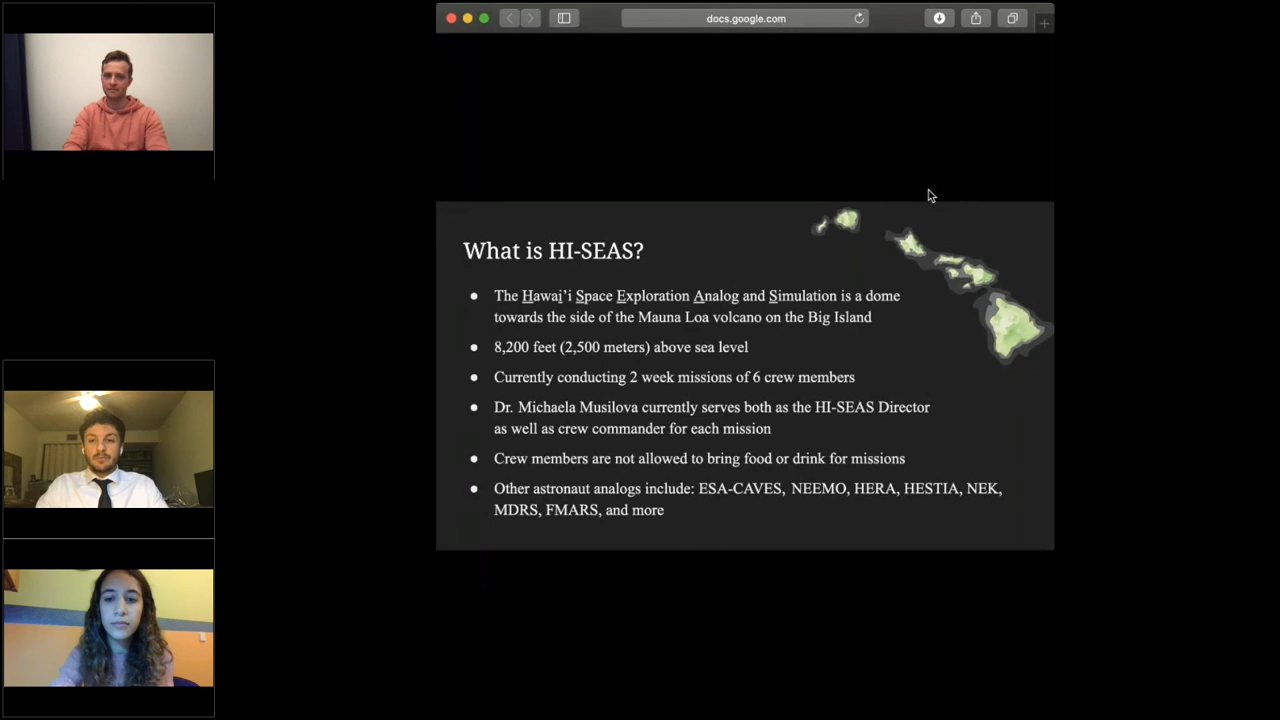 docs.google.com
What is HI-SEAS?
● The Hawai’i Space Exploration Analog and Simulation is a dome
towards the side of the Mauna Loa volcano on the Big Island
● 8,200 feet (2,500 meters) above sea level
● Currently conducting 2 week missions of 6 crew members
● Dr. Michaela Musilova currently serves both as the HI-SEAS Director
as well as crew commander for each mission
● Crew members are not allowed to bring food or drink for missions
● Other astronaut analogs include: ESA-CAVES, NEEMO, HERA, HESTIA, NEK,
MDRS, FMARS, and more